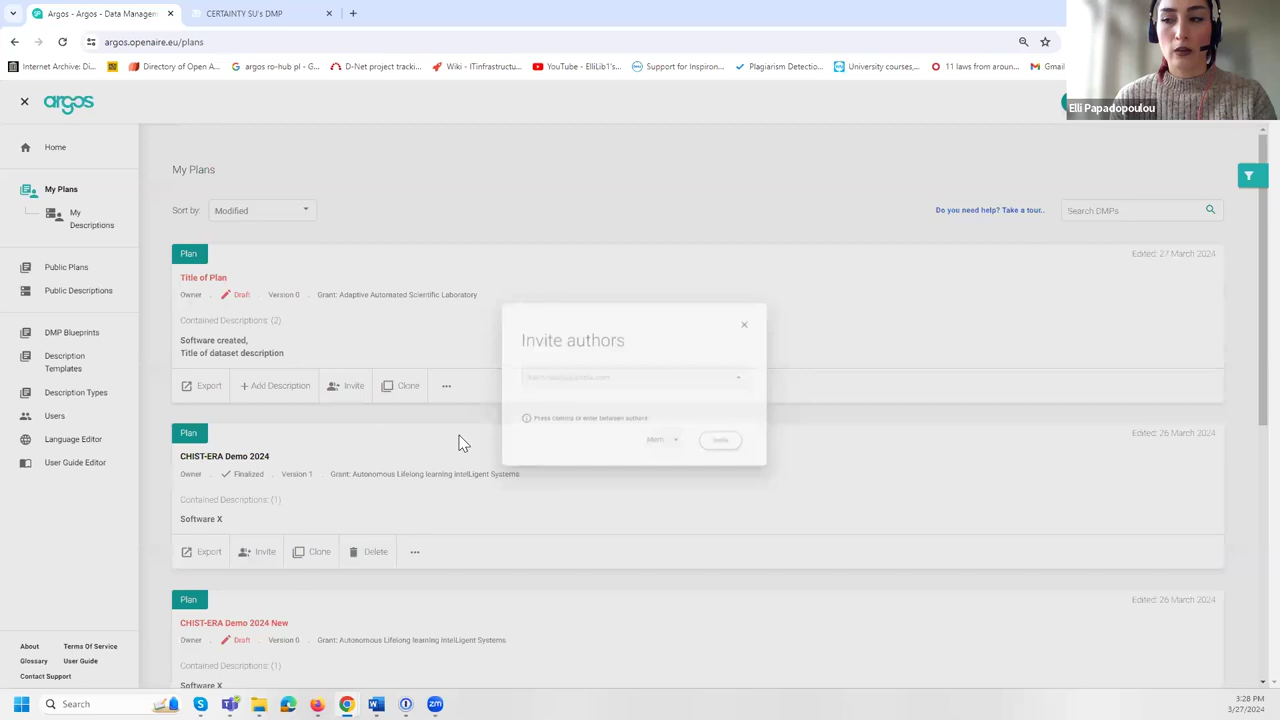 Argos - Argos - Data Managem
CERTAINTY SU's DMP
argos.openaire.eu/plans
Internet Archive: Di...
Directory of Open A...
argos ro-hub pl - G...
D-Net project tracki...
Wiki - ITInfrastructu...
YouTube - ElliLib1's...
Support for Inspiron...
Plagiarism Detectio...
University courses,...
11 laws from aroun...
argos
Elli Papadopoulou
Home
My Plans
My Descriptions
Public Plans
Public Descriptions
DMP Blueprints
Description Templates
Description Types
Users
Language Editor
User Guide Editor
About
Terms Of Service
Glossary
User Guide
Contact Support
My Plans
Sort by:
Modified
Do you need help? Take a tour..
Search DMPs
Plan
Edited: 27 March 2024
Title of Plan
Owner . Draft . Version 0 . Grant: Adaptive Automated Scientific Laboratory
Contained Descriptions: (2)
Software created,
Title of dataset description
Export
+ Add Description
Invite
Clone
...
Invite authors
Press comma or enter between authors
Plan
Edited: 26 March 2024
CHIST-ERA Demo 2024
Owner . Finalized . Version 1 . Grant: Autonomous Lifelong learning intelLigent Systems
Contained Descriptions: (1)
Software X
Export
Invite
Clone
Delete
...
Plan
Edited: 26 March 2024
CHIST-ERA Demo 2024 New
Owner . Draft . Version 0 . Grant: Autonomous Lifelong learning intelLigent Systems
Contained Descriptions: (1)
Software X
Search
3:28 PM
3/27/2024